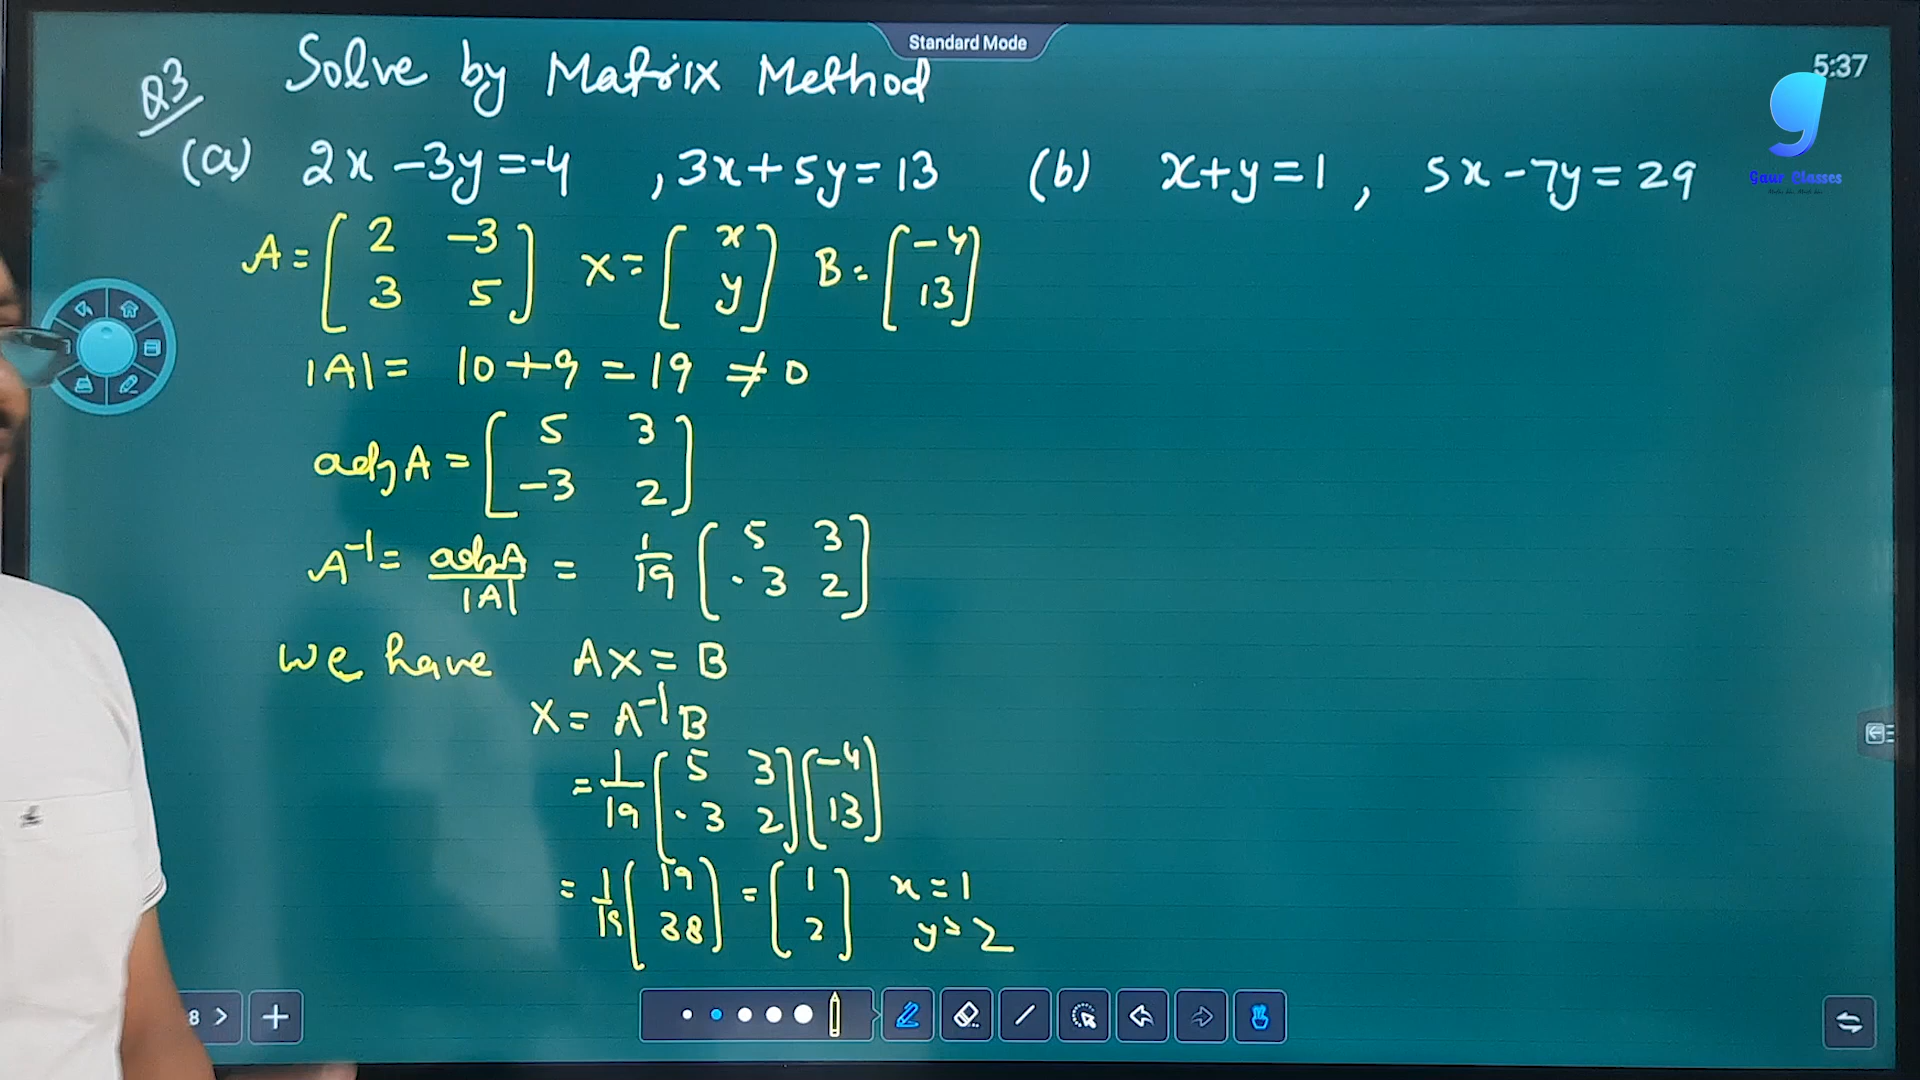 Standard Mode
5:37
Gaur Classes
Q3 Solve by Matrix Method
(a) 2x -3y=-4 , 3x+5y=13 (b) x+y=1 , 5x-7y=29
A = [ 2 -3 ] X = [ x ] B = [ -4 ]
[ 3 5 ] [ y ] [ 13 ]
|A| = 10+9 = 19 ≠ 0
adj A = [ 5 3 ]
[ -3 2 ]
A⁻¹ = adj A / |A| = 1/19 [ 5 3 ]
[ -3 2 ]
We have AX = B
X = A⁻¹B
= 1/19 [ 5 3 ] [ -4 ]
[ -3 2 ] [ 13 ]
= 1/19 [ 19 ] = [ 1 ] x = 1
[ 38 ] [ 2 ] y = 2
8 >